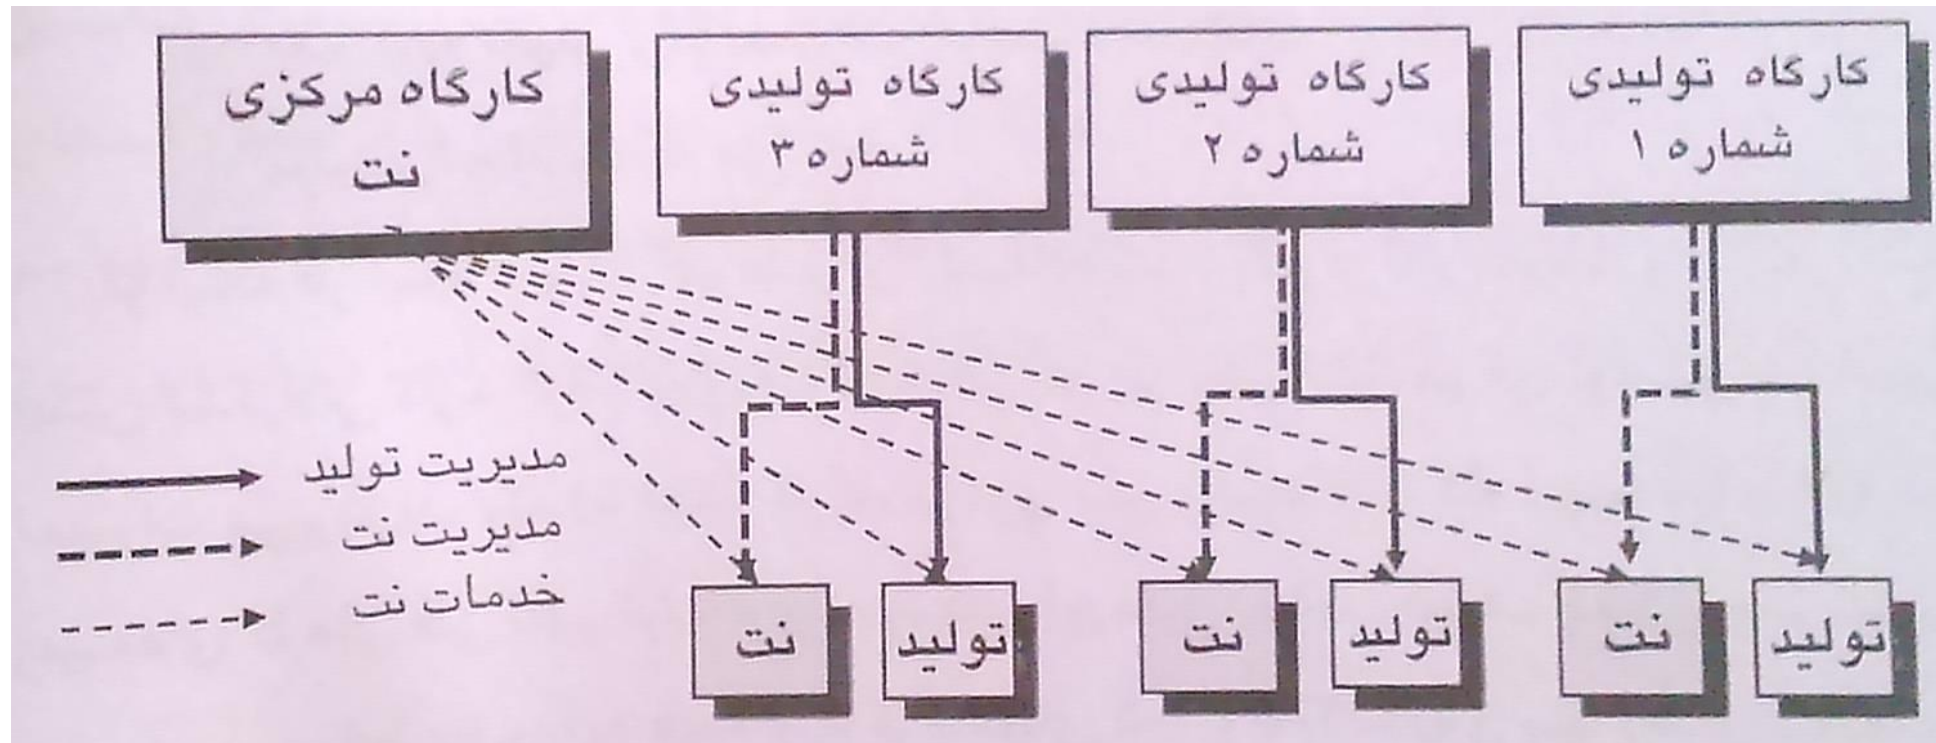 کارگاه تولیدی
شماره ۱
کارگاه تولیدی
شماره ۲
کارگاه تولیدی
شماره ۳
کارگاه مرکزی
نت
مدیریت تولید
مدیریت نت
خدمات نت
تولید
نت
تولید
نت
تولید
نت